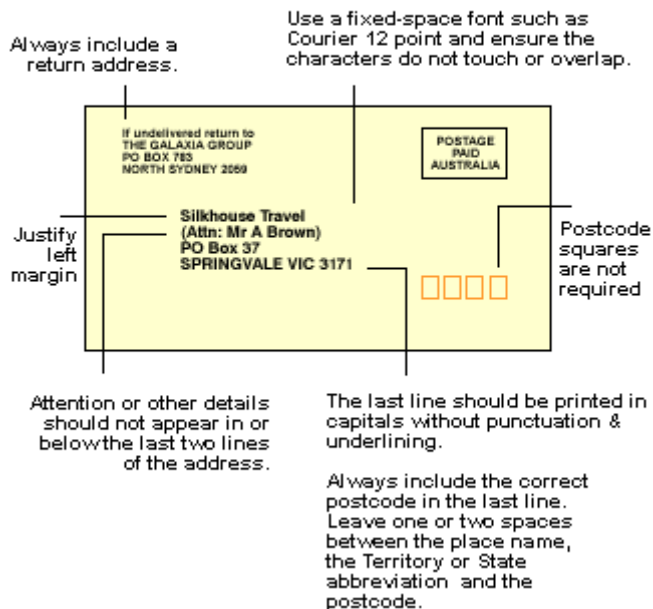 Always include a
return address.
Use a fixed-space font such as
Courier 12 point and ensure the
characters do not touch or overlap.
If undelivered return to
THE GALAXIA GROUP
PO BOX 783
NORTH SYDNEY 2059
POSTAGE
PAID
AUSTRALIA
Justify
left
margin
Silkhouse Travel
(Attn: Mr A Brown)
PO Box 37
SPRINGVALE VIC 3171
Postcode
squares
are not
required
Attention or other details
should not appear in or
below the last two lines
of the address.
The last line should be printed in
capitals without punctuation &
underlining.
Always include the correct
postcode in the last line.
Leave one or two spaces
between the place name,
the Territory or State
abbreviation and the
postcode.